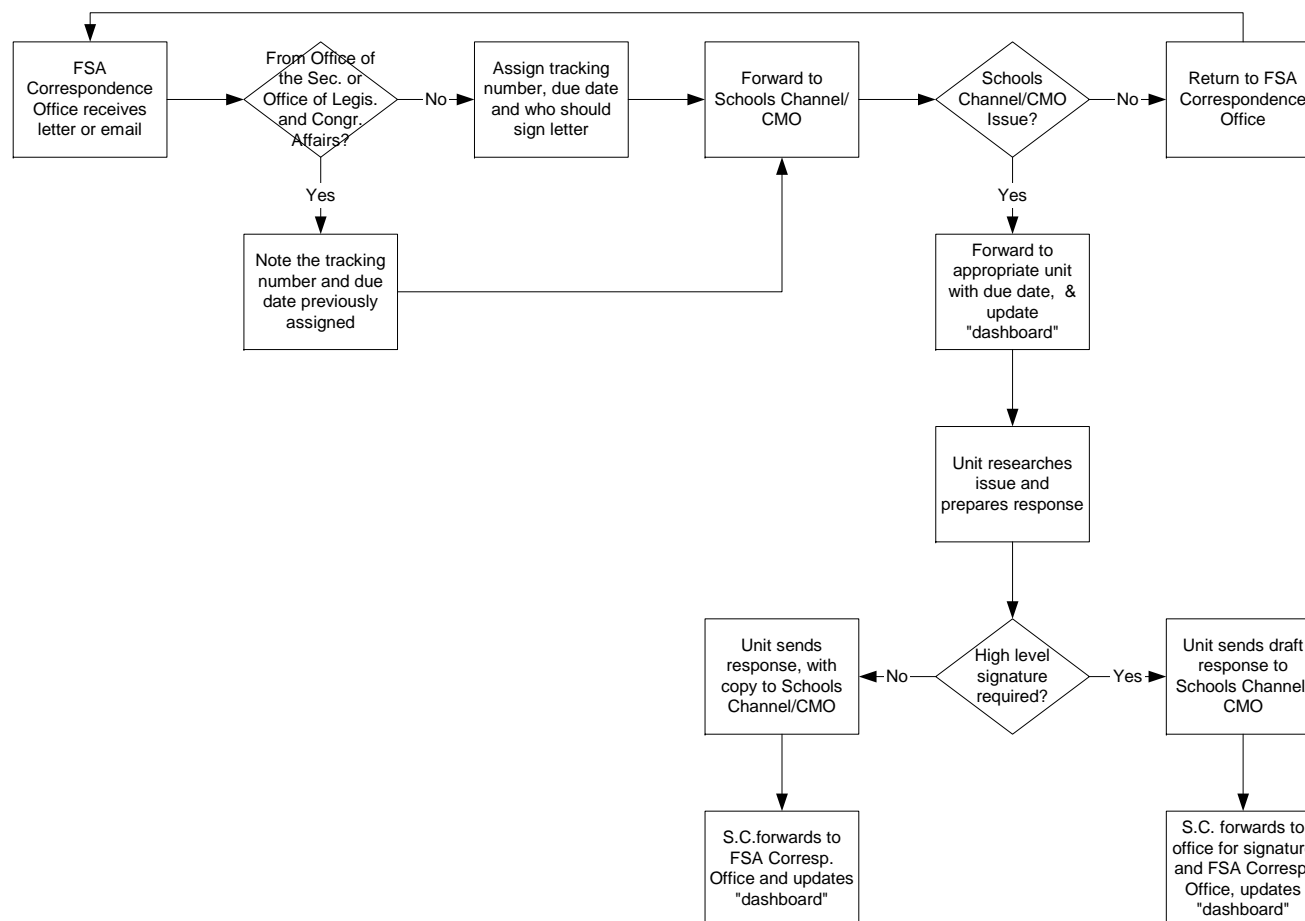 FSA
Correspondence
Office receives
letter or email
From Office of
the Sec. or
Office of Legis.
and Congr.
Affairs?
No
Assign tracking
number, due date
and who should
sign letter
Forward to
Schools Channel/
CMO
Schools
Channel/CMO
Issue?
No
Return to FSA
Correspondence
Office
Yes
Yes
Note the tracking
number and due
date previously
assigned
Forward to
appropriate unit
with due date, &
update
"dashboard"
Unit researches
issue and
prepares response
Unit sends
response, with
copy to Schools
Channel/CMO
No
High level
signature
required?
Yes
Unit sends draft
response to
Schools Channel
CMO
S.C.forwards to
FSA Corresp.
Office and updates
"dashboard"
S.C. forwards to
office for signature
and FSA Corresp
Office, updates
"dashboard"